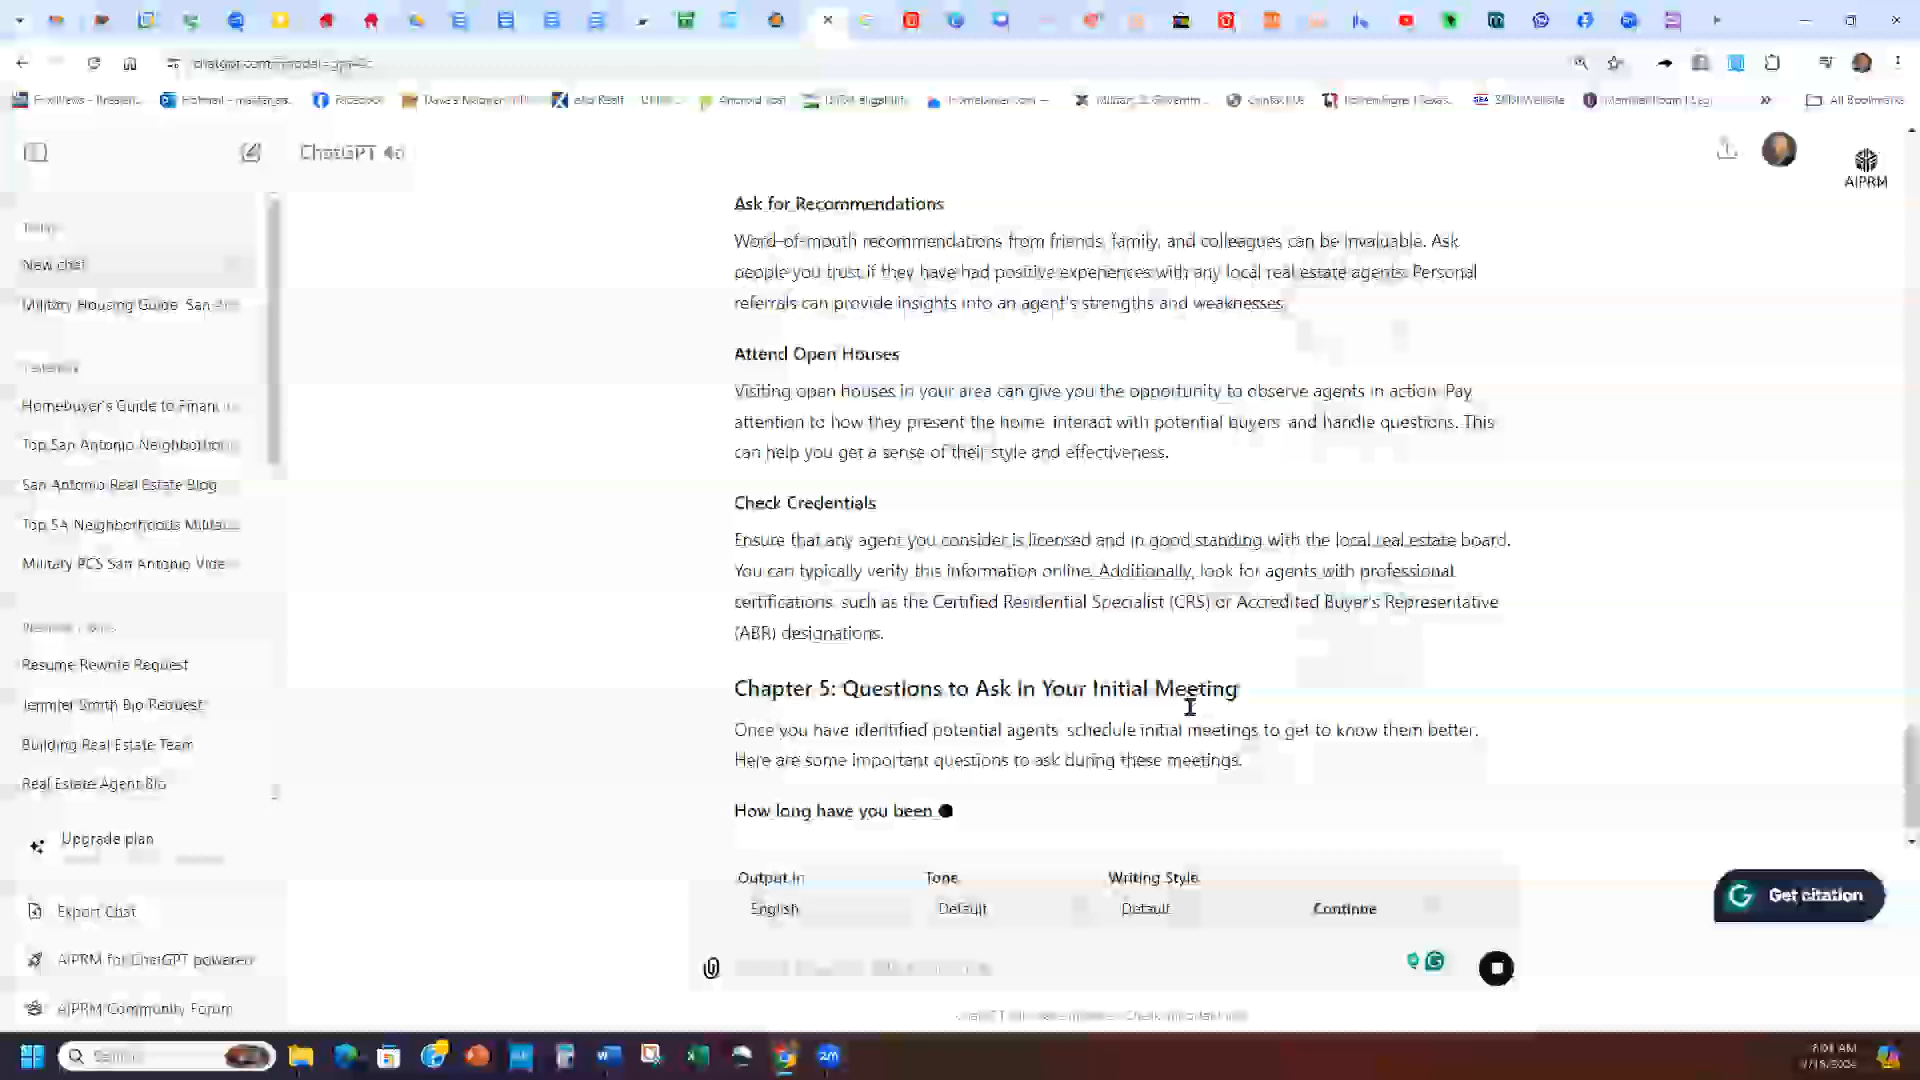 Facebook
Contact Us
All Bookmarks
ChatGPT 4o
AIPRM
Today
New chat
Military Housing Guide San
Homebuyer's Guide to Financi
Top San Antonio Neighborhoo
San Antonio Real Estate Blog
Top SA Neighborhoods Milita
Military PCS San Antonio Vide
Resume Rewrite Request
Jennifer Smith Bio Request
Building Real Estate Team
Real Estate Agent Bio
Upgrade plan
Export Chat
AIPRM for ChatGPT powered
AIPRM Community Forum
Ask for Recommendations
Word-of-mouth recommendations from friends, family, and colleagues can be invaluable. Ask
people you trust if they have had positive experiences with any local real estate agents. Personal
referrals can provide insights into an agent's strengths and weaknesses.
Attend Open Houses
Visiting open houses in your area can give you the opportunity to observe agents in action. Pay
attention to how they present the home, interact with potential buyers, and handle questions. This
can help you get a sense of their style and effectiveness.
Check Credentials
Ensure that any agent you consider is licensed and in good standing with the local real estate board.
You can typically verify this information online. Additionally, look for agents with professional
certifications, such as the Certified Residential Specialist (CRS) or Accredited Buyer's Representative
(ABR) designations.
Chapter 5: Questions to Ask in Your Initial Meeting
Once you have identified potential agents, schedule initial meetings to get to know them better.
Here are some important questions to ask during these meetings.
How long have you been
Output in Tone Writing Style
English Default Default Continue
Get citation
Search